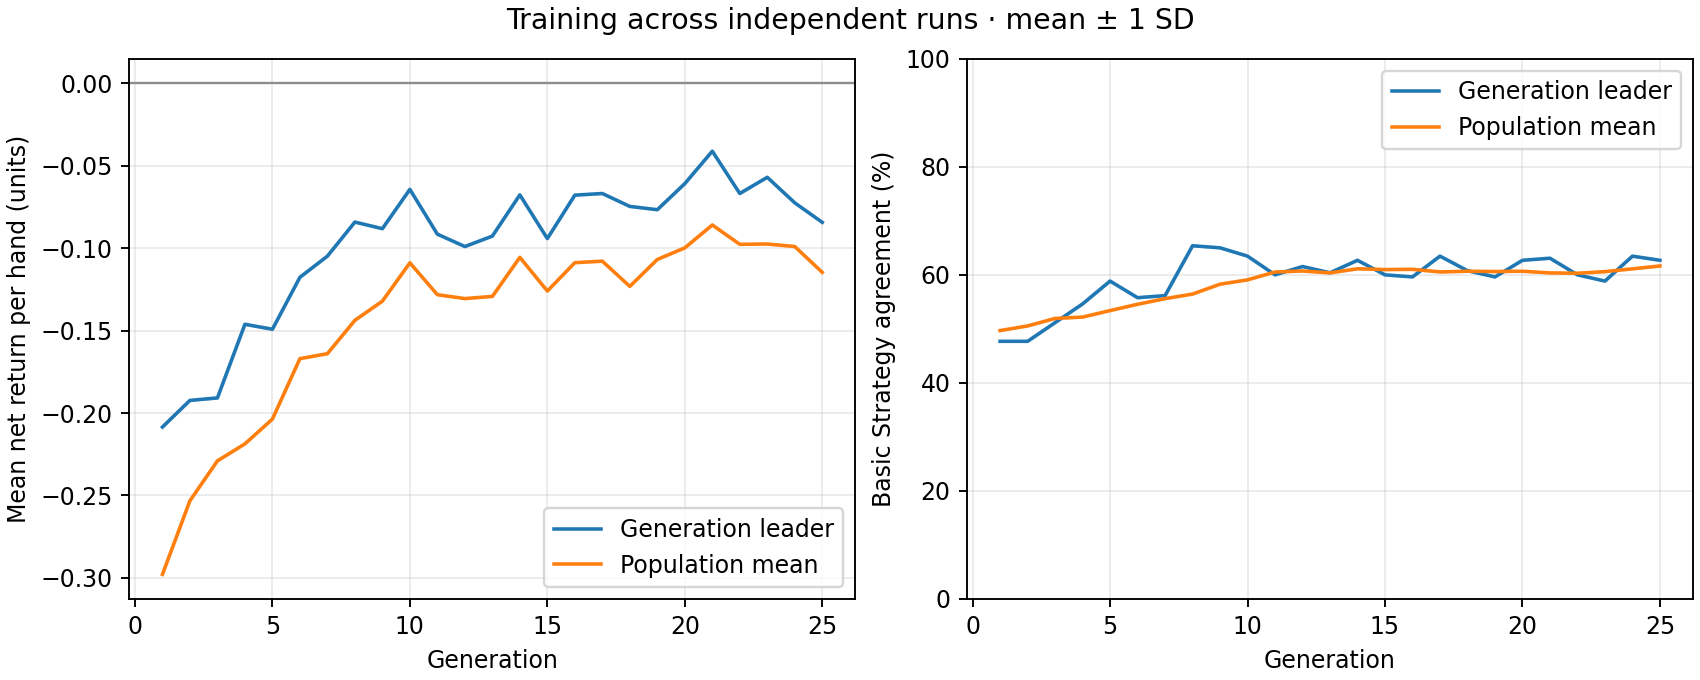 Training across independent runs · mean ± 1 SD
Mean net return per hand (units)
0.00
−0.05
−0.10
−0.15
−0.20
−0.25
−0.30
0
5
10
15
20
25
Generation
Generation leader
Population mean
Basic Strategy agreement (%)
100
80
60
40
20
0
0
5
10
15
20
25
Generation
Generation leader
Population mean